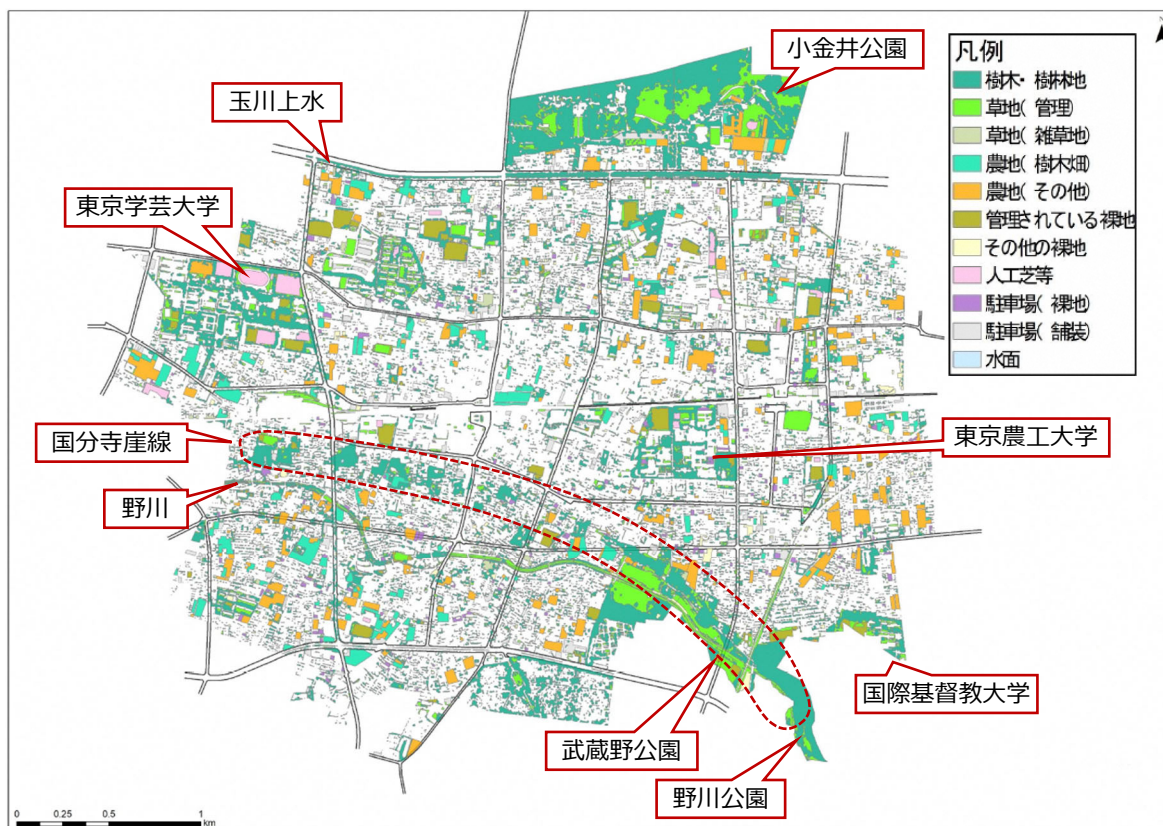 小金井公園
玉川上水
東京学芸大学
国分寺崖線
野川
東京農工大学
国際基督教大学
武蔵野公園
野川公園
凡例
樹木・樹林地
草地(管理)
草地(雑草地)
農地(樹木畑)
農地(その他)
管理されている裸地
その他の裸地
人工芝等
駐車場(裸地)
駐車場(舗装)
水面
N
0 0.25 0.5 1
km